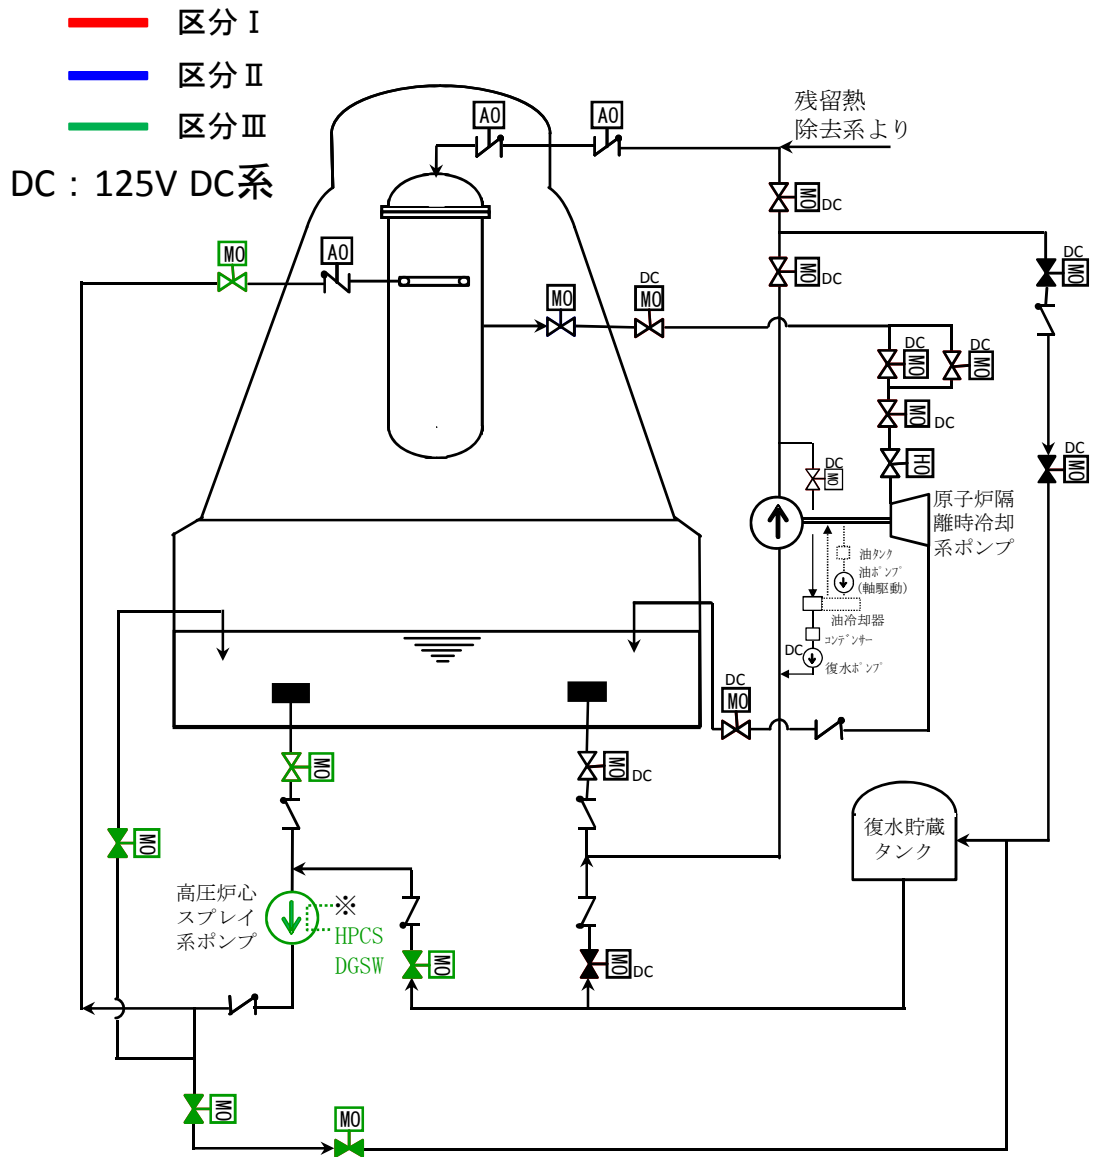 区分Ⅰ
区分Ⅱ
区分Ⅲ
DC：125V DC系
AO
AO
残留熱
除去系より
MO
DC
MO
AO
MO
DC
DC
MO
MO
DC
MO
DC
MO
DC
MO
MO
DC
HO
DC
MO
DC
MO
原子炉隔
離時冷却
系ポンプ
油タンク
油ポンプ
(軸駆動)
油冷却器
コンデンサー
DC
復水ポンプ
DC
MO
MO
MO
DC
MO
復水貯蔵
タンク
高圧炉心
スプレイ
系ポンプ
※
HPCS
DGSW
MO
MO
DC
MO
MO